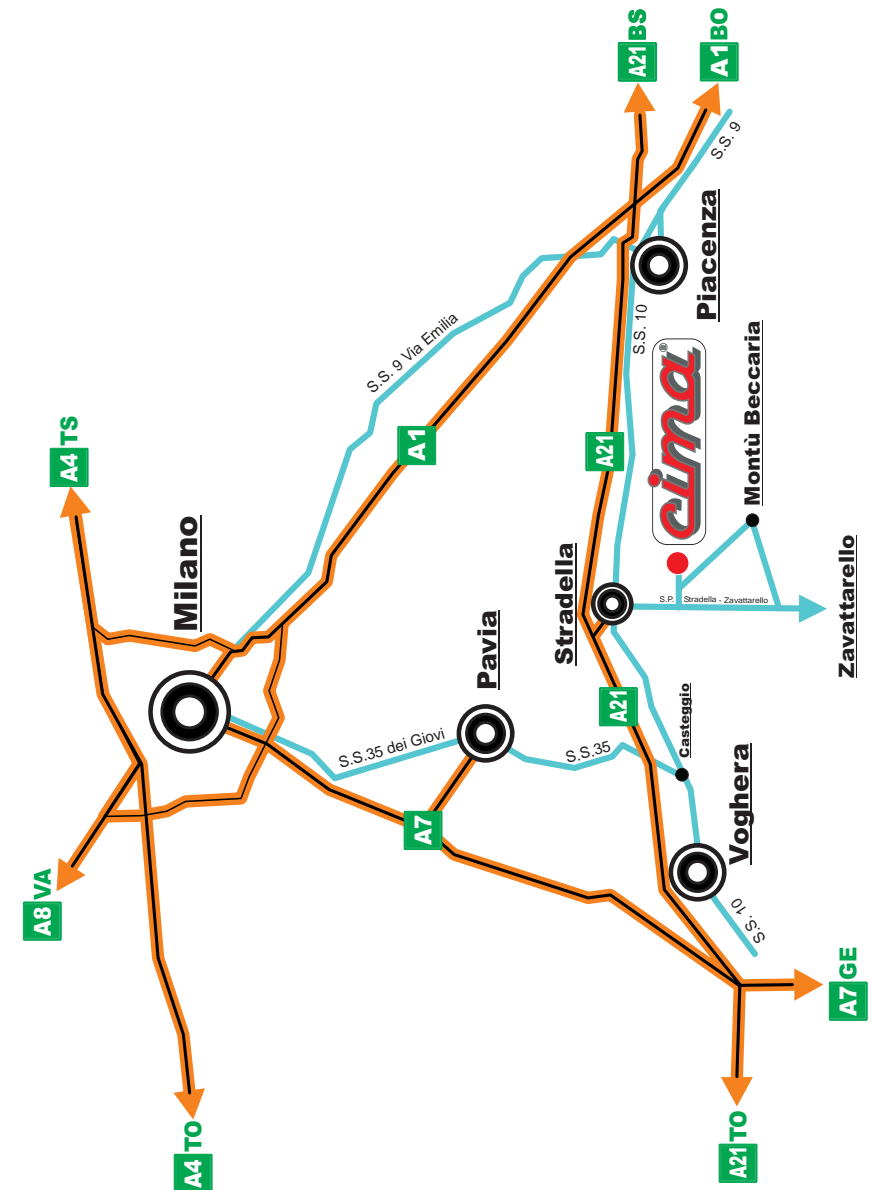 A8 VA
A4 TS
A4 TO
Milano
S.S. 9 Via Emilia
A1
S.S.35 dei Giovi
A7
Pavia
Stradella
S.S.35
A21
A21
A21 BS
S.S. 10
cima®
Casteggio
S.P. Stradella - Zavattarello
Piacenza
A1 BO
S.S. 9
A21 TO
Voghera
S.S. 10
Montù Beccaria
Zavattarello
A7 GE